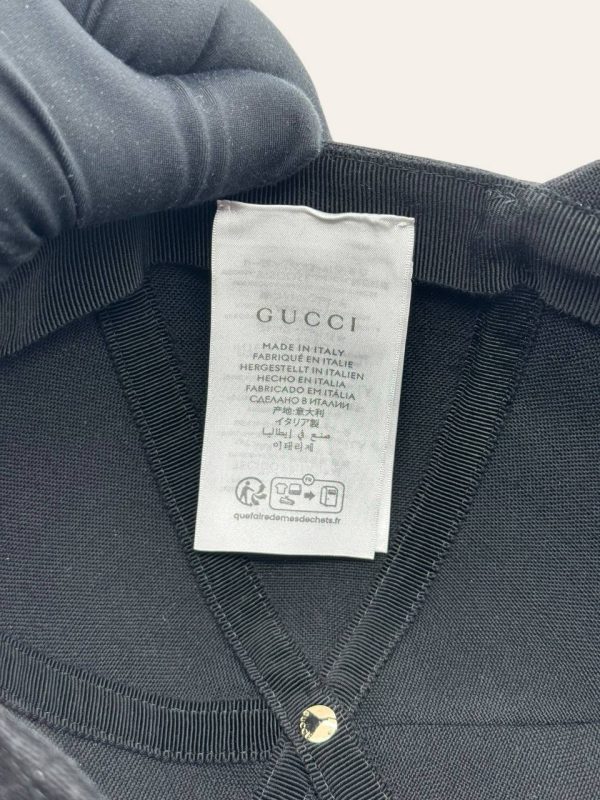 GUCCI
MADE IN ITALY
FABRIQUÉ EN ITALIE
HERGESTELLT IN ITALIEN
HECHO EN ITALIA
FABRICADO EM ITÁLIA
СДЕЛАНО В ИТАЛИИ
产地:意大利
イタリア製
صنع في إيطاليا
이태리제
FR
quefairedemesdechets.fr